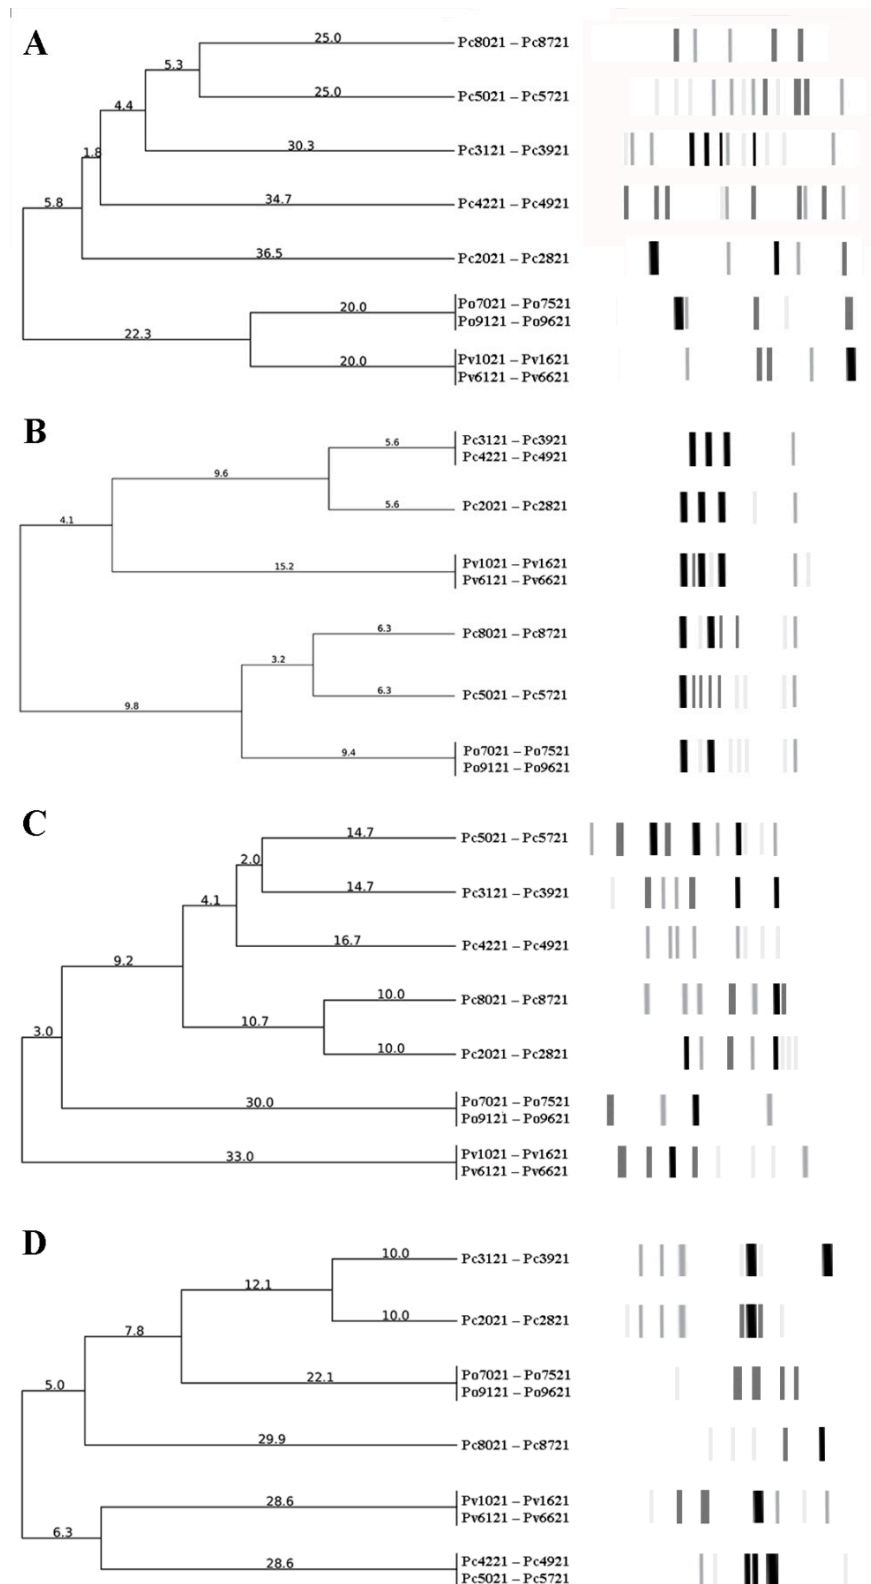 A
25.0
Pc8021 – Pc8721
5.3
25.0
Pc5021 – Pc5721
4.4
30.3
Pc3121 – Pc3921
1.8
34.7
Pc4221 – Pc4921
5.8
36.5
Pc2021 – Pc2821
20.0
Po7021 – Po7521
Po9121 – Po9621
22.3
20.0
Pv1021 – Pv1621
Pv6121 – Pv6621
B
5.6
Pc3121 – Pc3921
Pc4221 – Pc4921
9.6
5.6
Pc2021 – Pc2821
4.1
15.2
Pv1021 – Pv1621
Pv6121 – Pv6621
6.3
Pc8021 – Pc8721
3.2
6.3
Pc5021 – Pc5721
9.8
9.4
Po7021 – Po7521
Po9121 – Po9621
C
14.7
Pc5021 – Pc5721
2.0
14.7
Pc3121 – Pc3921
4.1
16.7
Pc4221 – Pc4921
9.2
10.0
Pc8021 – Pc8721
10.7
10.0
Pc2021 – Pc2821
3.0
30.0
Po7021 – Po7521
Po9121 – Po9621
33.0
Pv1021 – Pv1621
Pv6121 – Pv6621
D
10.0
Pc3121 – Pc3921
12.1
10.0
Pc2021 – Pc2821
7.8
22.1
Po7021 – Po7521
Po9121 – Po9621
5.0
29.9
Pc8021 – Pc8721
28.6
Pv1021 – Pv1621
Pv6121 – Pv6621
6.3
28.6
Pc4221 – Pc4921
Pc5021 – Pc5721